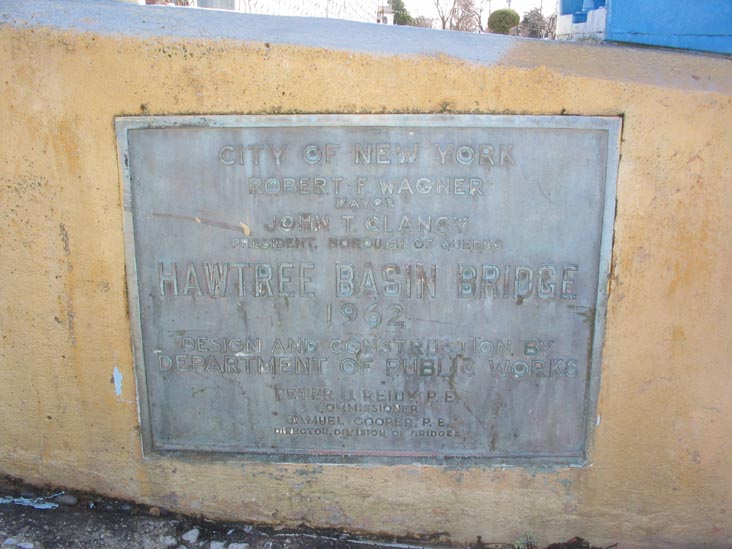 CITY OF NEW YORK
ROBERT F. WAGNER
MAYOR
JOHN T. CLANCY
PRESIDENT, BOROUGH OF QUEENS
HAWTREE BASIN BRIDGE
1962
DESIGN AND CONSTRUCTION BY
DEPARTMENT OF PUBLIC WORKS
PETER J. REIDY, P.E.
COMMISSIONER
SAMUEL COOPER, P.E.
DIRECTOR, DIVISION OF BRIDGES